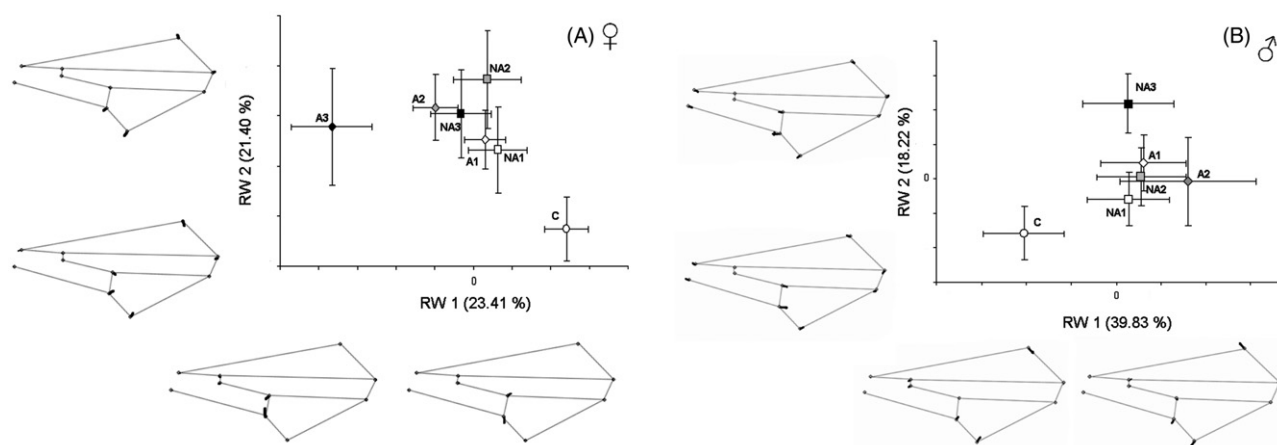 (A) ♀
NA2
A2
A3
NA3
A1
NA1
C
RW 2 (21.40 %)
0
RW 1 (23.41 %)
(B) ♂
NA3
A1
A2
NA2
NA1
C
RW 2 (18.22 %)
0
0
RW 1 (39.83 %)